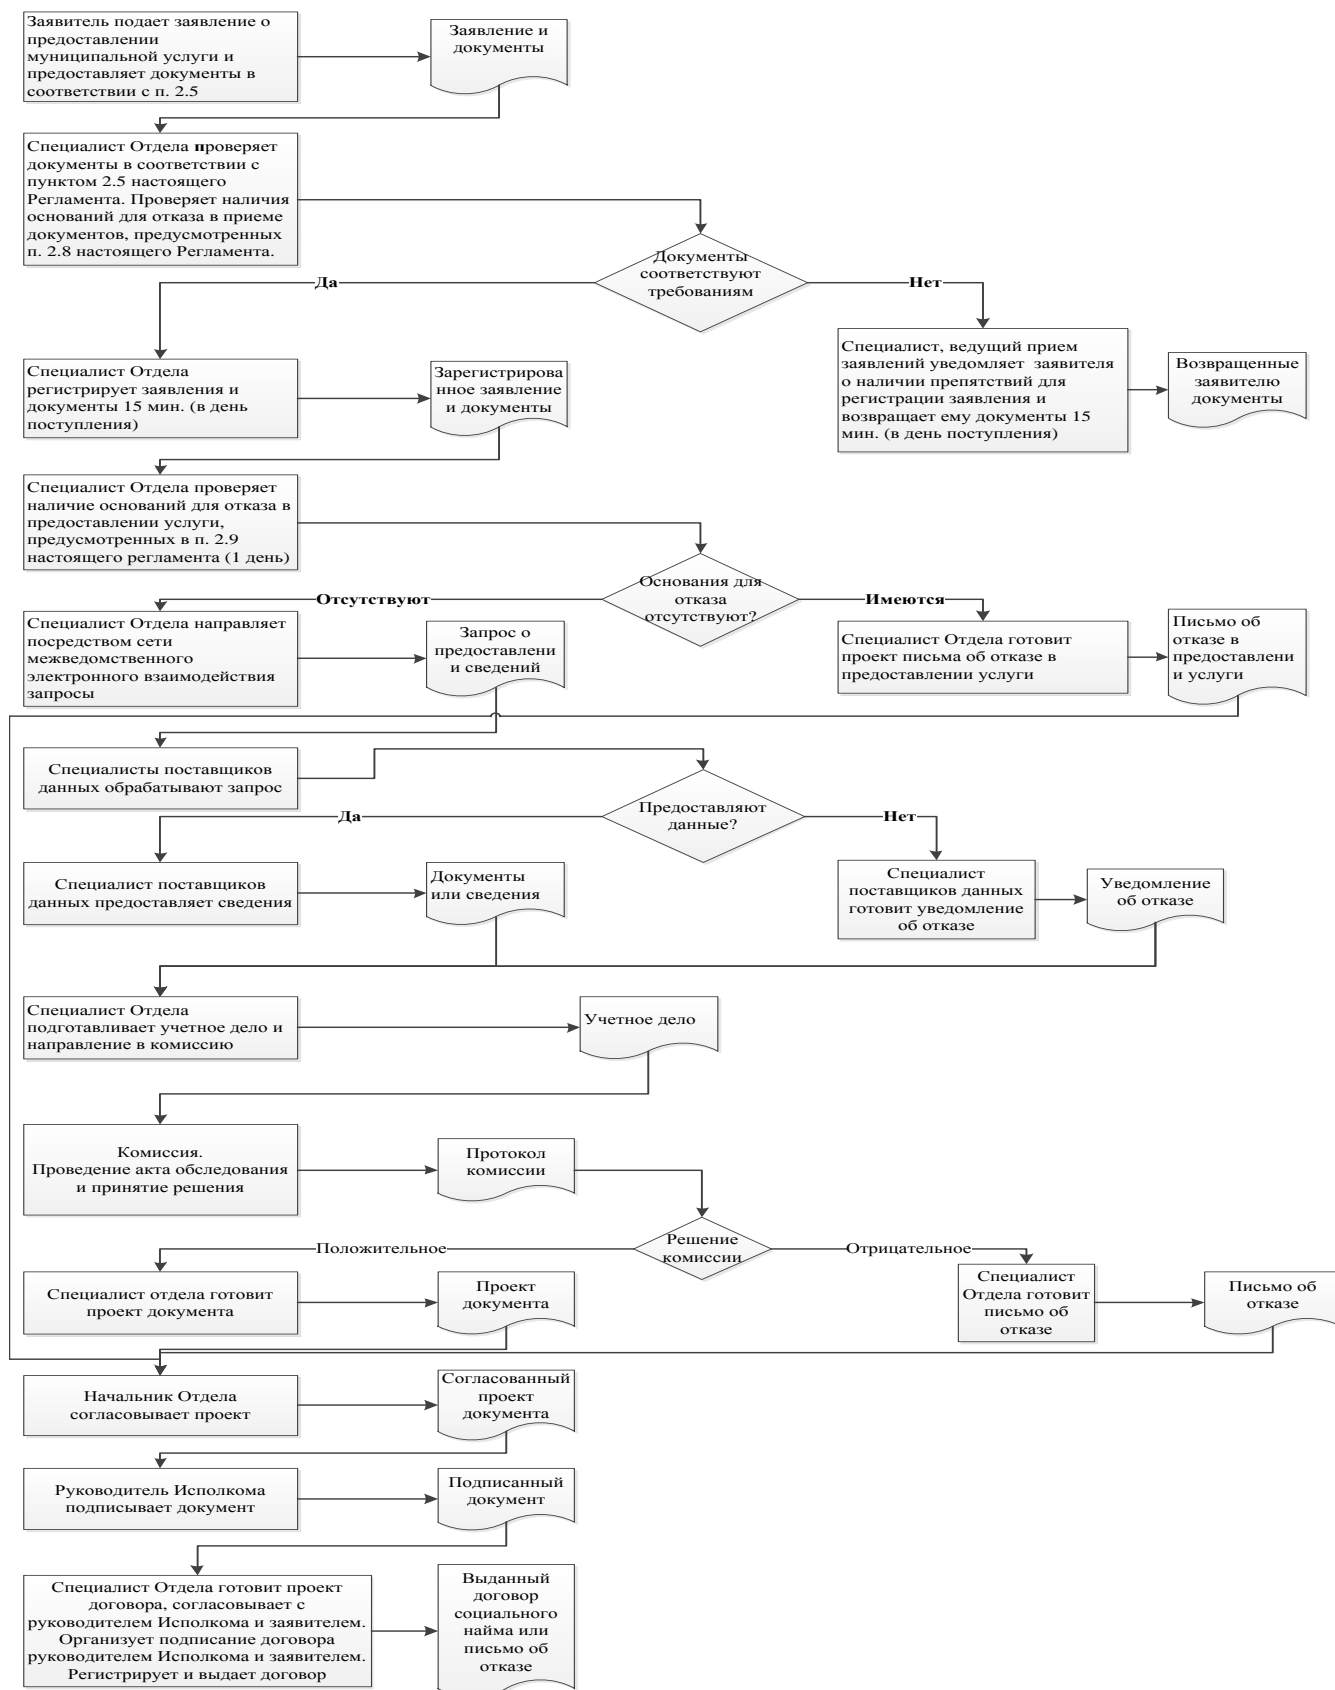 Заявитель подает заявление о
предоставлении
муниципальной услуги и
предоставляет документы в
соответствии с п. 2.5
Заявление и
документы
Специалист Отдела проверяет
документы в соответствии с
пунктом 2.5 настоящего
Регламента. Проверяет наличия
оснований для отказа в приеме
документов, предусмотренных
п. 2.8 настоящего Регламента.
Документы
соответствуют
требованиям
Да
Нет
Специалист Отдела
регистрирует заявления и
документы 15 мин. (в день
поступления)
Зарегистрирова
нное заявление
и документы
Специалист, ведущий прием
заявлений уведомляет заявителя
о наличии препятствий для
регистрации заявления и
возвращает ему документы 15
мин. (в день поступления)
Возвращенные
заявителю
документы
Специалист Отдела проверяет
наличие оснований для отказа в
предоставлении услуги,
предусмотренных в п. 2.9
настоящего регламента (1 день)
Основания для
отказа
отсутствуют?
Отсутствуют
Имеются
Специалист Отдела направляет
посредством сети
межведомственного
электронного взаимодействия
запросы
Запрос о
предоставлени
и сведений
Специалист Отдела готовит
проект письма об отказе в
предоставлении услуги
Письмо об
отказе в
предоставлени
и услуги
Специалисты поставщиков
данных обрабатывают запрос
Предоставляют
данные?
Да
Нет
Специалист поставщиков
данных предоставляет сведения
Документы
или сведения
Специалист
поставщиков данных
готовит уведомление
об отказе
Уведомление
об отказе
Специалист Отдела
подготавливает учетное дело и
направление в комиссию
Учетное дело
Комиссия.
Проведение акта обследования
и принятие решения
Протокол
комиссии
Решение
комиссии
Положительное
Отрицательное
Специалист отдела готовит
проект документа
Проект
документа
Специалист
Отдела готовит
письмо об
отказе
Письмо об
отказе
Начальник Отдела
согласовывает проект
Согласованный
проект
документа
Руководитель Исполкома
подписывает документ
Подписанный
документ
Специалист Отдела готовит проект
договора, согласовывает с
руководителем Исполкома и заявителем.
Организует подписание договора
руководителем Исполкома и заявителем.
Регистрирует и выдает договор
Выданный
договор
социального
найма или
письмо об
отказе